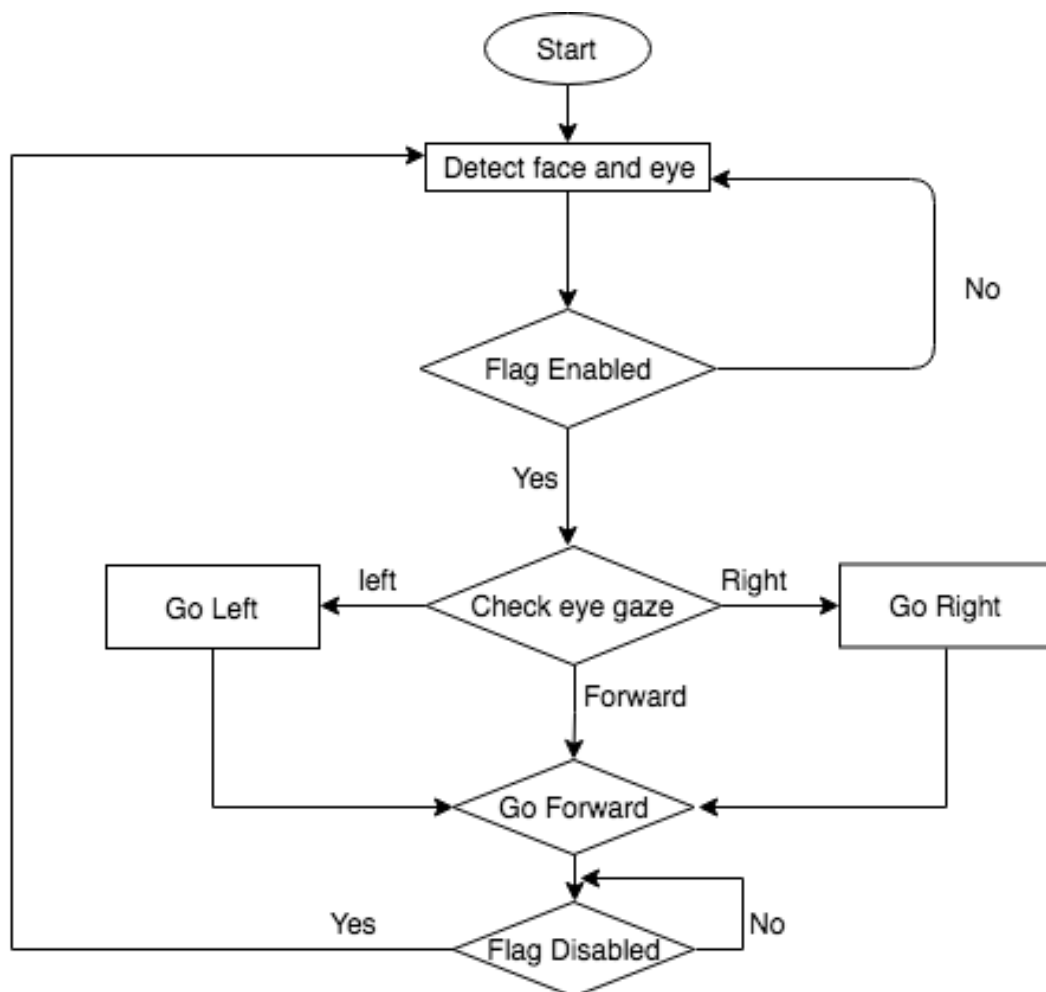 Start
Detect face and eye
No
Flag Enabled
Yes
left
Right
Go Left
Check eye gaze
Go Right
Forward
Go Forward
Yes
No
Flag Disabled